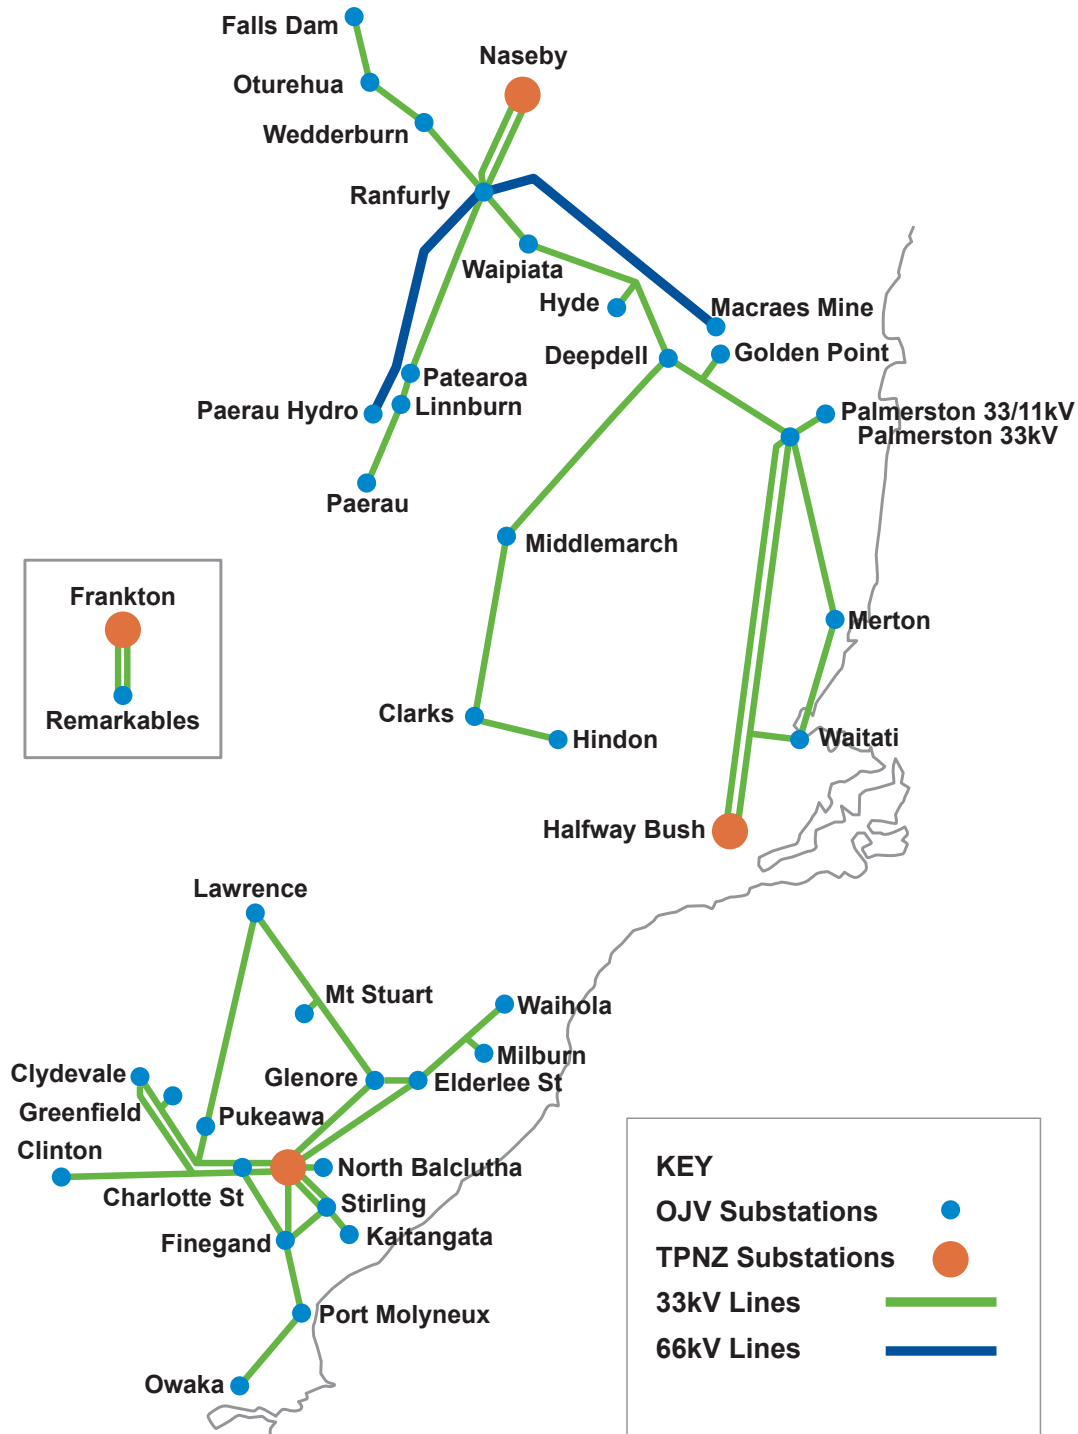 Falls Dam
Naseby
Oturehua
Wedderburn
Ranfurly
Waipiata
Hyde
Macraes Mine
Deepdell
Golden Point
Patearoa
Paerau Hydro
Linnburn
Palmerston 33/11kV
Palmerston 33kV
Paerau
Middlemarch
Frankton
Merton
Remarkables
Clarks
Hindon
Waitati
Halfway Bush
Lawrence
Mt Stuart
Waihola
Clydevale
Glenore
Milburn
Elderlee St
Greenfield
Pukeawa
Clinton
North Balclutha
Charlotte St
Stirling
Finegand
Kaitangata
Port Molyneux
Owaka
KEY
OJV Substations
TPNZ Substations
33kV Lines
66kV Lines